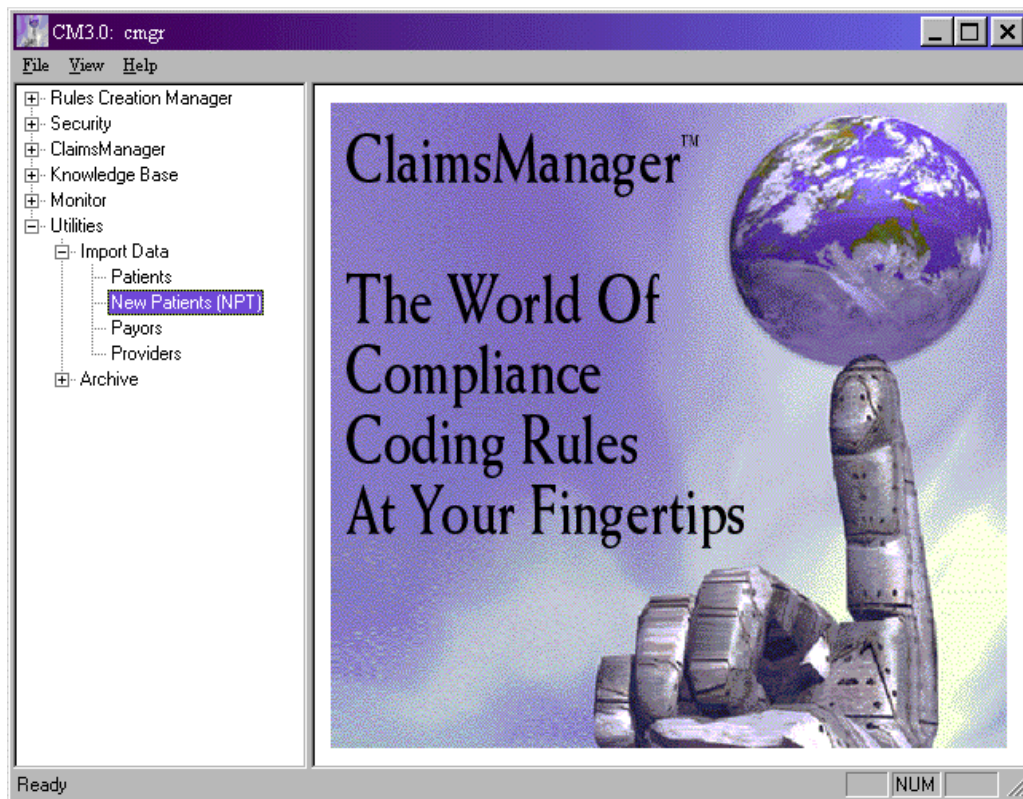 CM3.0: cmgr
File View Help
Rules Creation Manager
Security
ClaimsManager
Knowledge Base
Monitor
Utilities
Import Data
Patients
New Patients (NPT)
Payors
Providers
Archive
ClaimsManager™
The World Of
Compliance
Coding Rules
At Your Fingertips
Ready
NUM